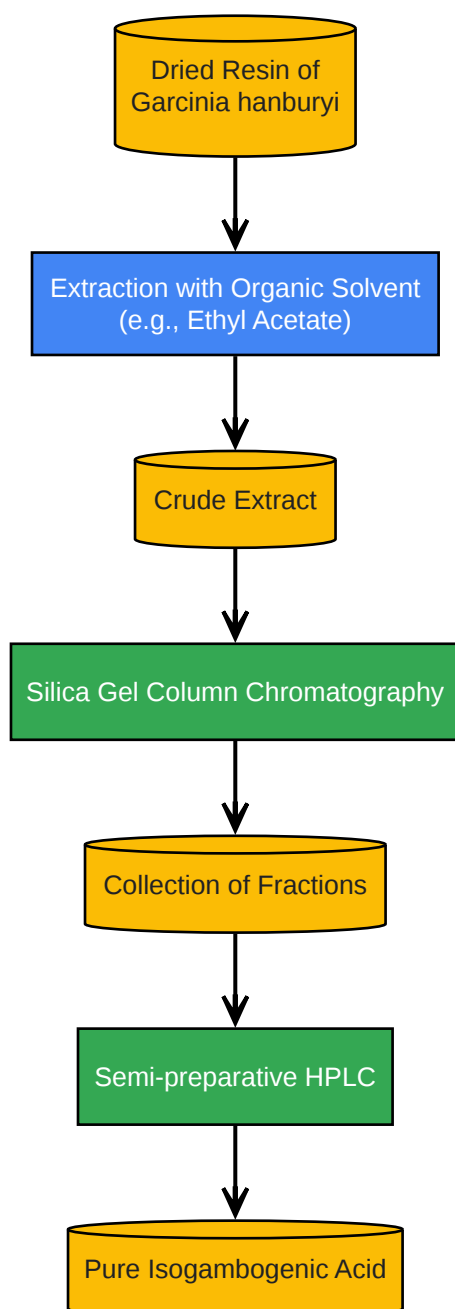 Dried Resin of
Garcinia hanburyi
Extraction with Organic Solvent
(e.g., Ethyl Acetate)
Crude Extract
Silica Gel Column Chromatography
Collection of Fractions
Semi-preparative HPLC
Pure Isogambogenic Acid